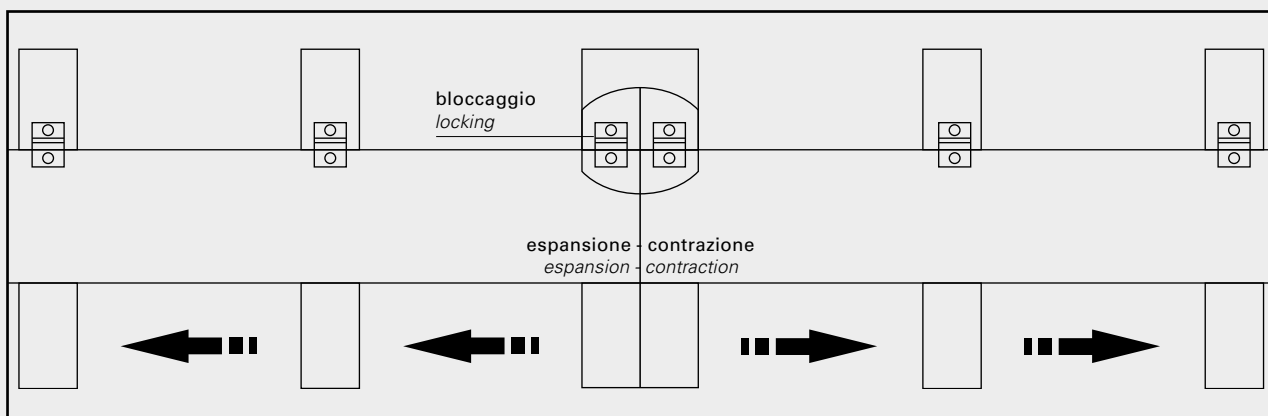 bloccaggio
locking
espansione - contrazione
espansion - contraction